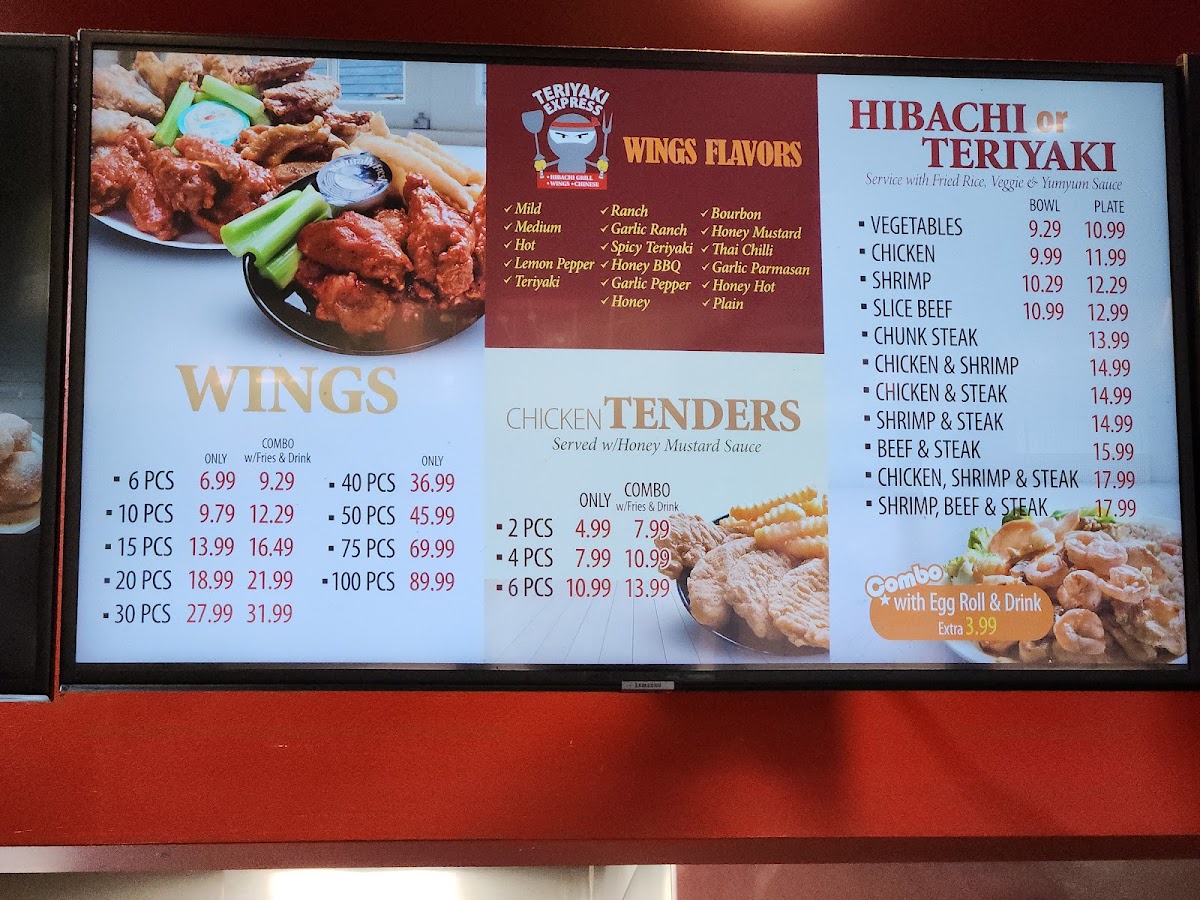 WINGS
ONLY
COMBO
w/Fries & Drink
6 PCS 6.99 9.29
10 PCS 9.79 12.29
15 PCS 13.99 16.49
20 PCS 18.99 21.99
30 PCS 27.99 31.99
ONLY
40 PCS 36.99
50 PCS 45.99
75 PCS 69.99
100 PCS 89.99
TERIYAKI
EXPRESS
• HIBACHI GRILL
• WINGS • CHINESE
WINGS FLAVORS
✓ Mild
✓ Medium
✓ Hot
✓ Lemon Pepper
✓ Teriyaki
✓ Ranch
✓ Garlic Ranch
✓ Spicy Teriyaki
✓ Honey BBQ
✓ Garlic Pepper
✓ Honey
✓ Bourbon
✓ Honey Mustard
✓ Thai Chilli
✓ Garlic Parmasan
✓ Honey Hot
✓ Plain
CHICKEN TENDERS
Served w/Honey Mustard Sauce
ONLY
COMBO
w/Fries & Drink
2 PCS 4.99 7.99
4 PCS 7.99 10.99
6 PCS 10.99 13.99
HIBACHI or
TERIYAKI
Service with Fried Rice, Veggie & Yumyum Sauce
BOWL PLATE
VEGETABLES 9.29 10.99
CHICKEN 9.99 11.99
SHRIMP 10.29 12.29
SLICE BEEF 10.99 12.99
CHUNK STEAK 13.99
CHICKEN & SHRIMP 14.99
CHICKEN & STEAK 14.99
SHRIMP & STEAK 14.99
BEEF & STEAK 15.99
CHICKEN, SHRIMP & STEAK 17.99
SHRIMP, BEEF & STEAK 17.99
Combo
with Egg Roll & Drink
Extra 3.99